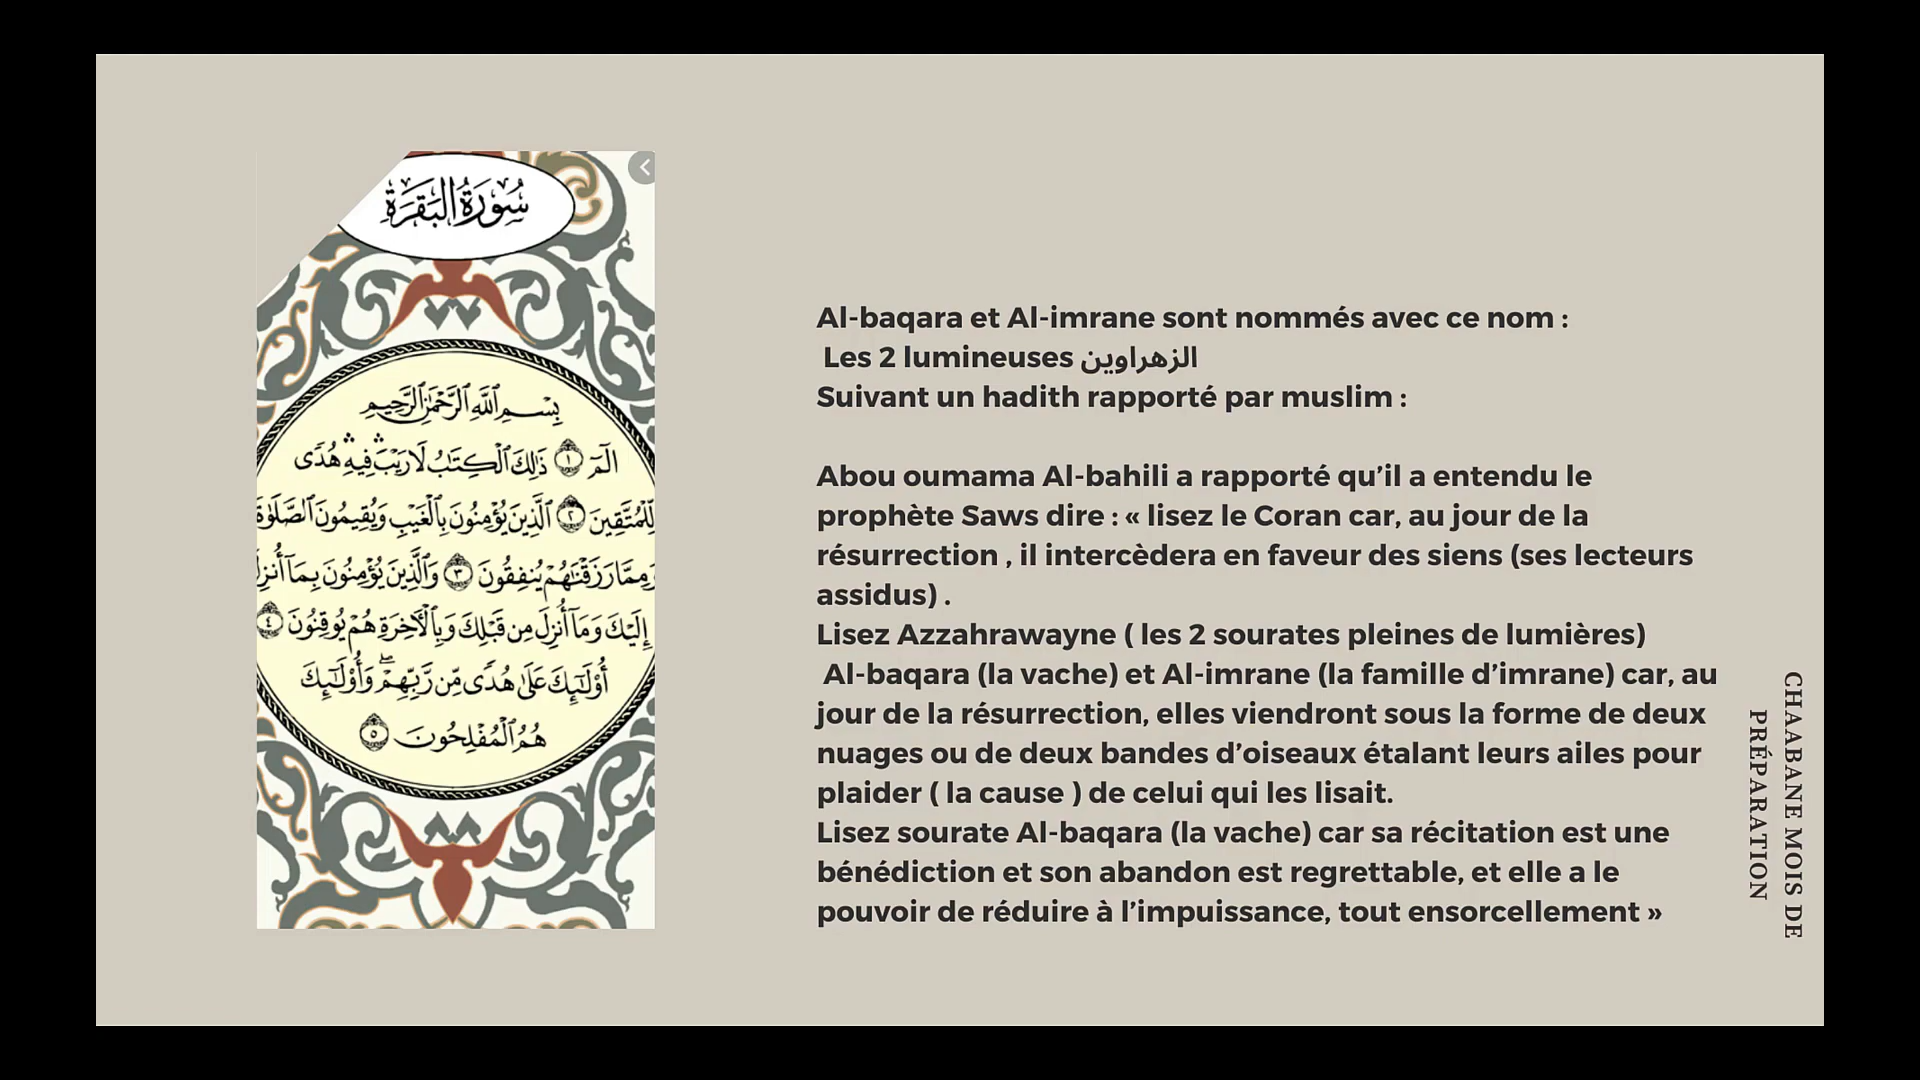 سُورَةُ البَقَرَةِ
بِسْمِ ٱللَّهِ ٱلرَّحْمَٰنِ ٱلرَّحِيمِ
الٓمٓ ١ ذَٰلِكَ ٱلْكِتَٰبُ لَا رَيْبَ ۛ فِيهِ ۛ هُدًى
لِّلْمُتَّقِينَ ٢ ٱلَّذِينَ يُؤْمِنُونَ بِٱلْغَيْبِ وَيُقِيمُونَ ٱلصَّلَوٰةَ
وَمِمَّا رَزَقْنَٰهُمْ يُنفِقُونَ ٣ وَٱلَّذِينَ يُؤْمِنُونَ بِمَآ أُنزِلَ
إِلَيْكَ وَمَآ أُنزِلَ مِن قَبْلِكَ وَبِٱلْءَاخِرَةِ هُمْ يُوقِنُونَ ٤
أُو۟لَٰٓئِكَ عَلَىٰ هُدًى مِّن رَّبِّهِمْ ۖ وَأُو۟لَٰٓئِكَ
هُمُ ٱلْمُفْلِحُونَ ٥
Al-baqara et Al-imrane sont nommés avec ce nom :
Les 2 lumineuses الزهراوين
Suivant un hadith rapporté par muslim :
Abou oumama Al-bahili a rapporté qu’il a entendu le
prophète Saws dire : « lisez le Coran car, au jour de la
résurrection , il intercèdera en faveur des siens (ses lecteurs
assidus) .
Lisez Azzahrawayne ( les 2 sourates pleines de lumières)
Al-baqara (la vache) et Al-imrane (la famille d’imrane) car, au
jour de la résurrection, elles viendront sous la forme de deux
nuages ou de deux bandes d’oiseaux étalant leurs ailes pour
plaider ( la cause ) de celui qui les lisait.
Lisez sourate Al-baqara (la vache) car sa récitation est une
bénédiction et son abandon est regrettable, et elle a le
pouvoir de réduire à l’impuissance, tout ensorcellement »
CHAABANE MOIS DE
PRÉPARATION